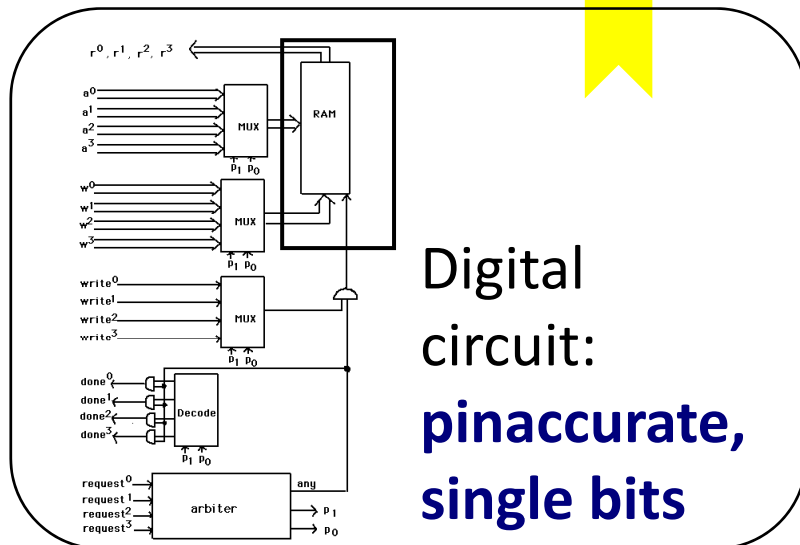 r⁰, r¹, r², r³
a⁰
a¹
a²
a³
MUX
p₁ p₀
RAM
w⁰
w¹
w²
w³
MUX
p₁ p₀
write⁰
write¹
write²
write³
MUX
p₁ p₀
done⁰
done¹
done²
done³
Decode
p₁ p₀
request⁰
request¹
request²
request³
arbiter
any
p₁
p₀
Digital
circuit:
pinaccurate,
single bits